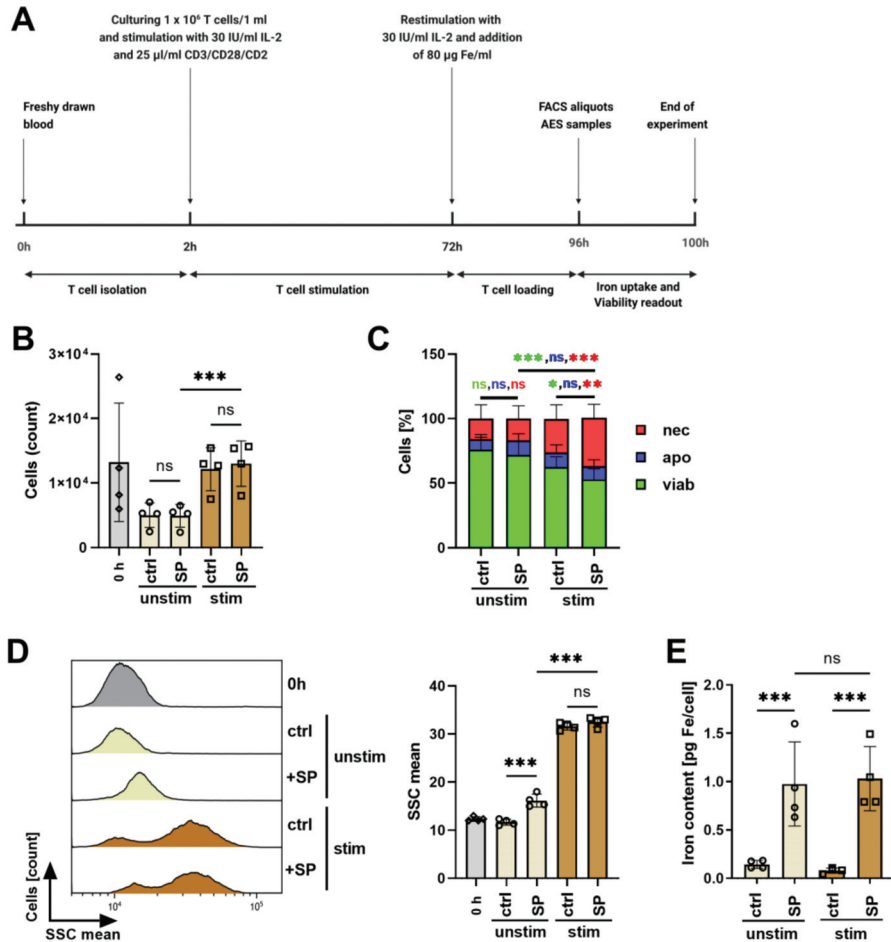 A
Culturing 1 x 10⁶ T cells/1 ml
and stimulation with 30 IU/ml IL-2
and 25 µl/ml CD3/CD28/CD2
Restimulation with
30 IU/ml IL-2 and addition
of 80 µg Fe/ml
Freshy drawn
blood
FACS aliquots
AES samples
End of
experiment
0h
2h
72h
96h
100h
T cell isolation
T cell stimulation
T cell loading
Iron uptake and
Viability readout
B
Cells (count)
3×10⁴
2×10⁴
1×10⁴
0
***
ns
ns
0 h
ctrl
SP
ctrl
SP
unstim
stim
C
Cells [%]
150
100
50
0
***,ns,***
ns,ns,ns
*,ns,**
nec
apo
viab
ctrl
SP
ctrl
SP
unstim
stim
D
0h
ctrl
+SP
unstim
ctrl
+SP
stim
Cells [count]
10⁴
10⁵
SSC mean
SSC mean
40
30
20
10
0
***
***
ns
0 h
ctrl
SP
ctrl
SP
unstim
stim
E
Iron content [pg Fe/cell]
2.0
1.5
1.0
0.5
0.0
ns
***
***
ctrl
SP
ctrl
SP
unstim
stim